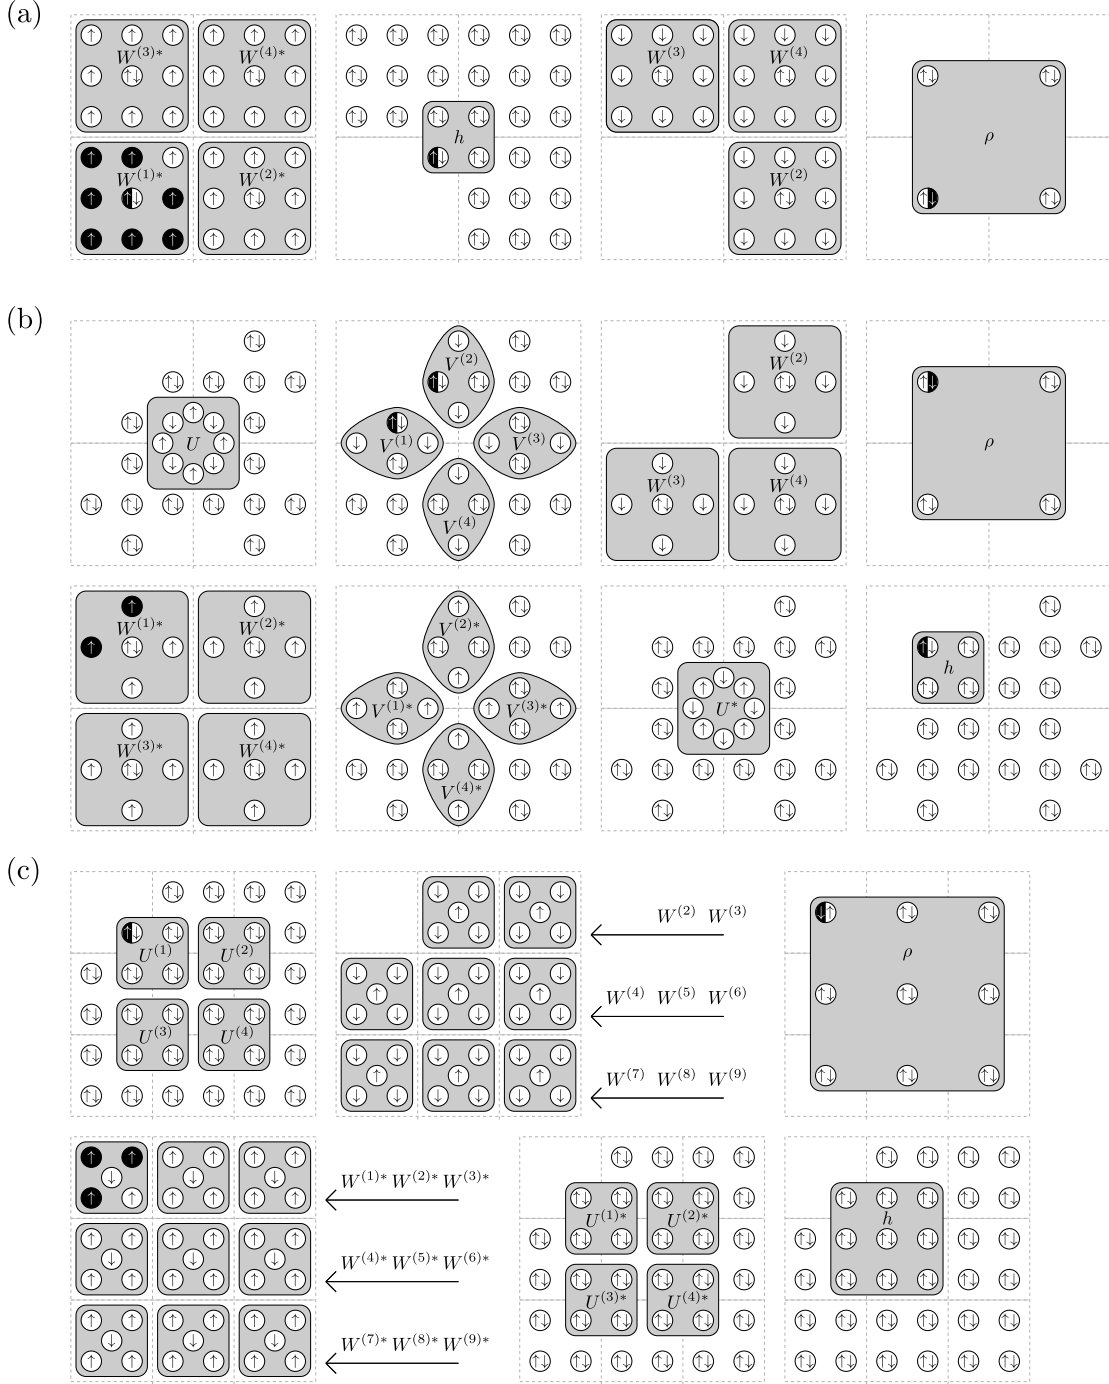 (a)
W^{(3)*} W^{(4)*} h W^{(3)} W^{(4)} ρ
W^{(1)*} W^{(2)*} W^{(2)}
(b)
U V^{(2)} W^{(2)} ρ
V^{(1)} V^{(3)} W^{(3)} W^{(4)}
V^{(4)}
W^{(1)*} W^{(2)*} V^{(2)*} U^* h
W^{(3)*} W^{(4)*} V^{(1)*} V^{(3)*}
V^{(4)*}
(c)
U^{(1)} U^{(2)} W^{(2)} W^{(3)} ρ
U^{(3)} U^{(4)} W^{(4)} W^{(5)} W^{(6)}
W^{(7)} W^{(8)} W^{(9)}
W^{(1)*} W^{(2)*} W^{(3)*} U^{(1)*} U^{(2)*} h
W^{(4)*} W^{(5)*} W^{(6)*} U^{(3)*} U^{(4)*}
W^{(7)*} W^{(8)*} W^{(9)*}